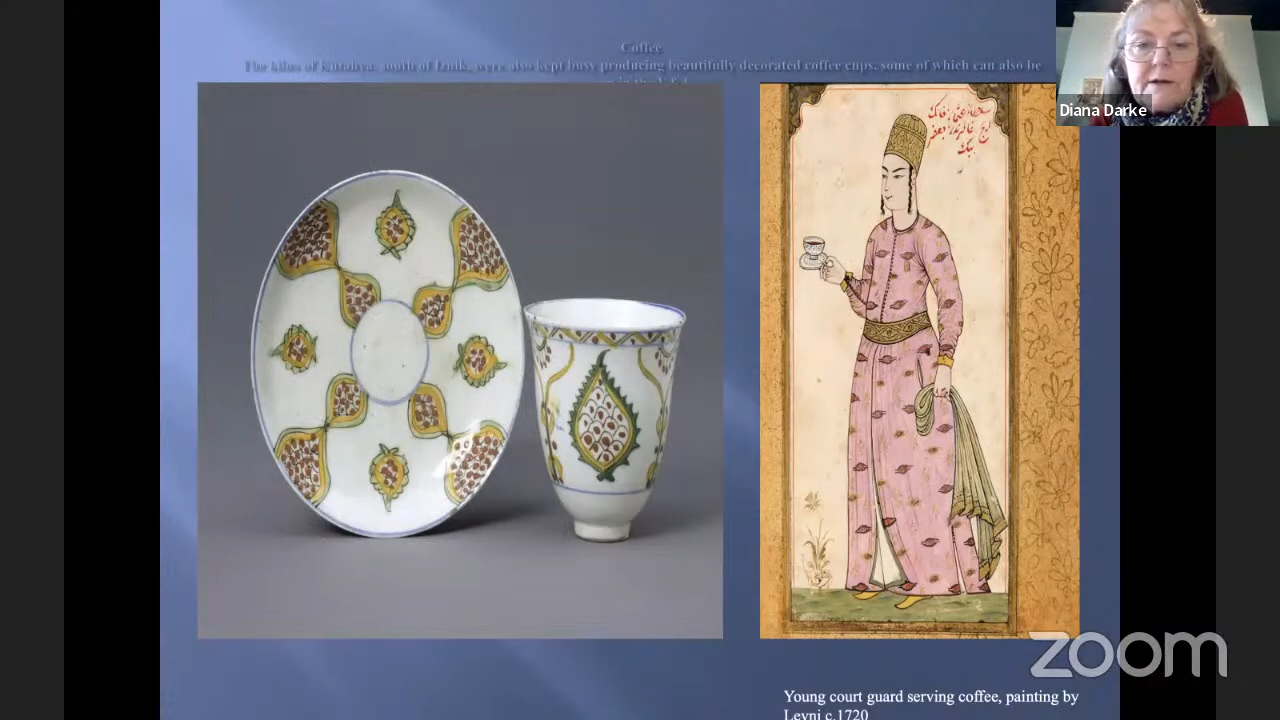 Coffee
The kilns of Kutahya, south of Iznik, were also kept busy producing beautifully decorated coffee cups, some of which can also be
Diana Darke
zoom
Young court guard serving coffee, painting by
Levni c.1720